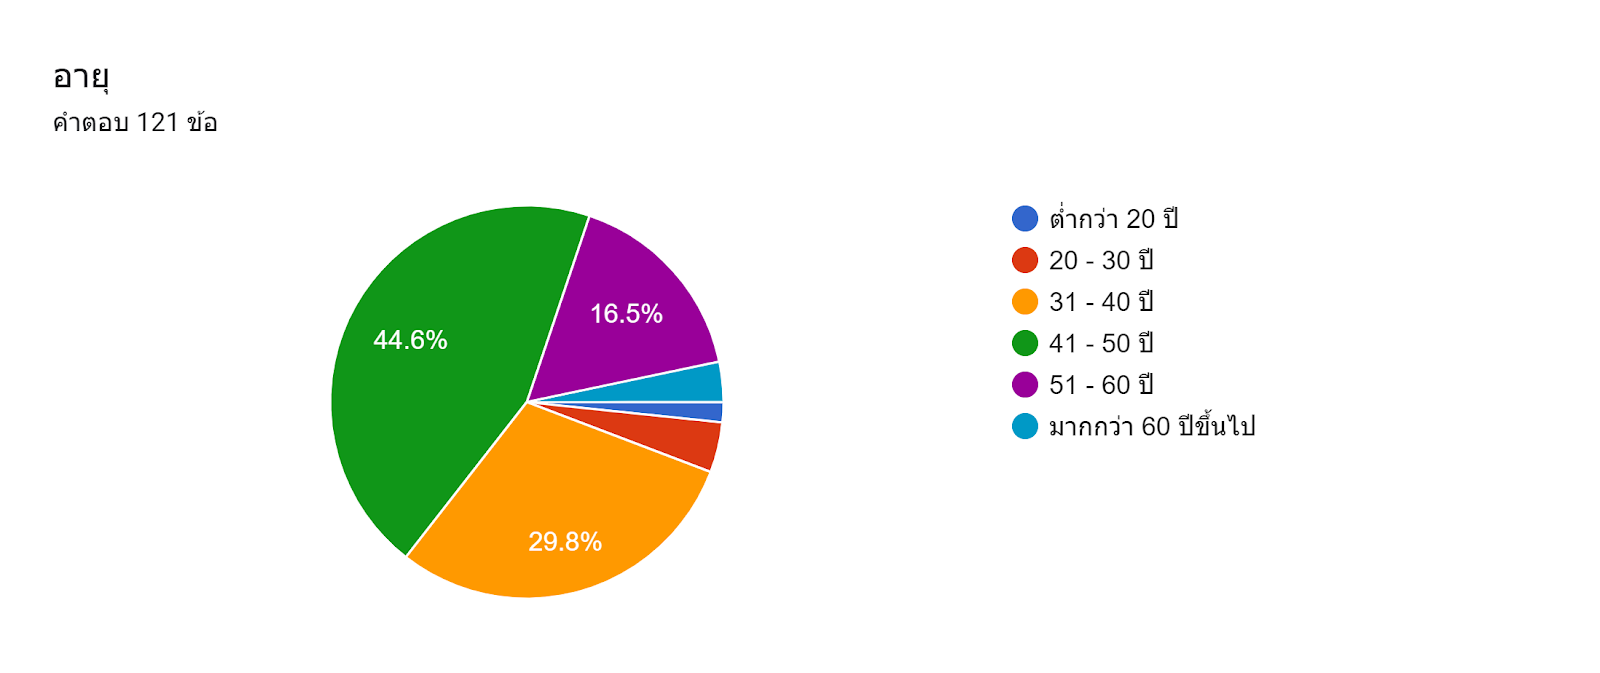 อายุ
คำตอบ 121 ข้อ
44.6%
16.5%
29.8%
ต่ำกว่า 20 ปี
20 - 30 ปี
31 - 40 ปี
41 - 50 ปี
51 - 60 ปี
มากกว่า 60 ปีขึ้นไป